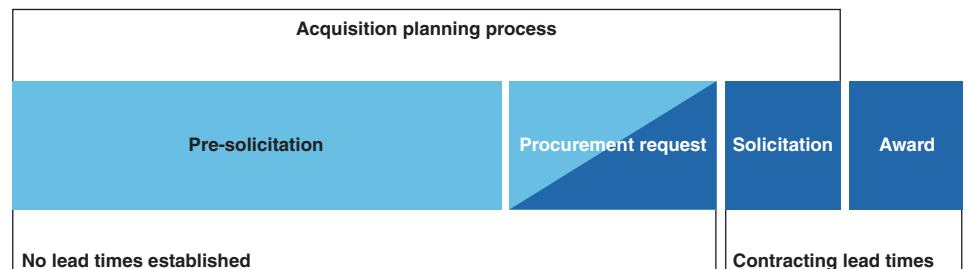 Acquisition planning process
Pre-solicitation
Procurement request
Solicitation
Award
No lead times established
Contracting lead times